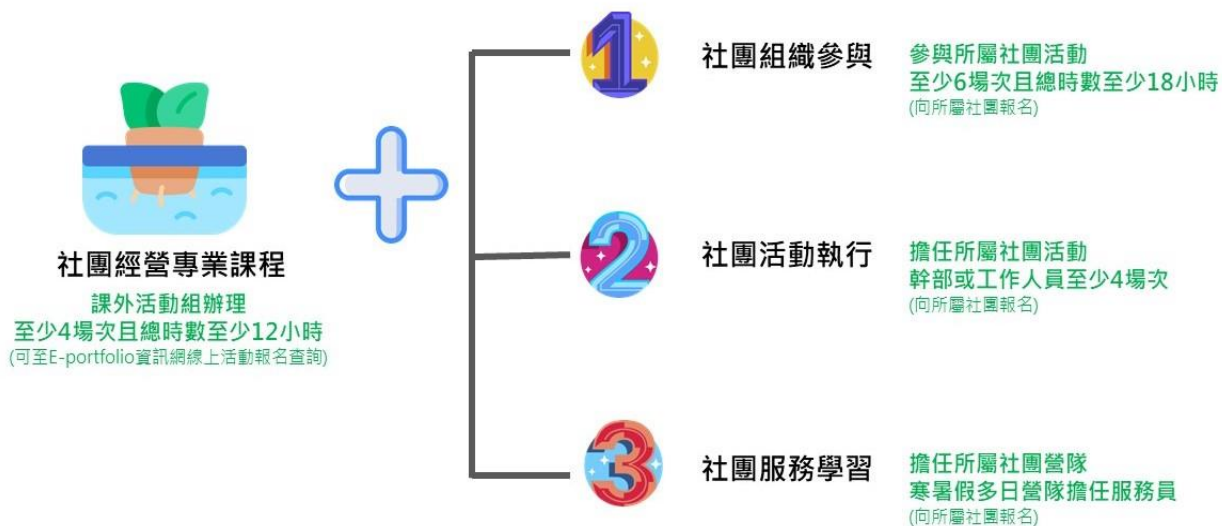 社團經營專業課程
課外活動組辦理
至少4場次且總時數至少12小時
(可至E-portfolio資訊網線上活動報名查詢)
1
社團組織參與
參與所屬社團活動
至少6場次且總時數至少18小時
(向所屬社團報名)
2
社團活動執行
擔任所屬社團活動
幹部或工作人員至少4場次
(向所屬社團報名)
3
社團服務學習
擔任所屬社團營隊
寒暑假多日營隊擔任服務員
(向所屬社團報名)